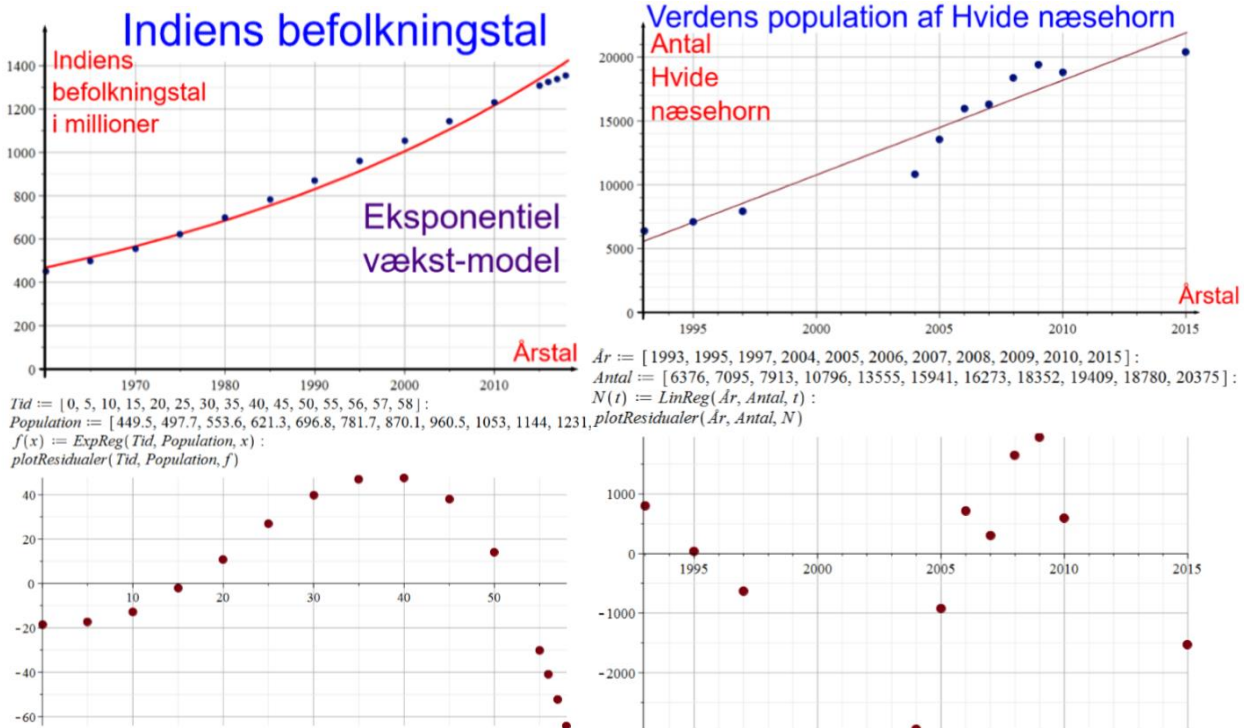 Indiens befolkningstal
Indiens
befolkningstal
i millioner
1400
1200
1000
800
600
400
200
0
Eksponentiel
vækst-model
Årstal
1970 1980 1990 2000 2010
Tid := [0, 5, 10, 15, 20, 25, 30, 35, 40, 45, 50, 55, 56, 57, 58] :
Population := [449.5, 497.7, 553.6, 621.3, 696.8, 781.7, 870.1, 960.5, 1053, 1144, 1231,
f(x) := ExpReg(Tid, Population, x) :
plotResidualer(Tid, Population, f)
40
20
0
10 20 30 40 50
-20
-40
-60
Verdens population af Hvide næsehorn
Antal
Hvide
næsehorn
20000
15000
10000
5000
0
Årstal
1995 2000 2005 2010 2015
År := [1993, 1995, 1997, 2004, 2005, 2006, 2007, 2008, 2009, 2010, 2015] :
Antal := [6376, 7095, 7913, 10796, 13555, 15941, 16273, 18352, 19409, 18780, 20375] :
N(t) := LinReg(År, Antal, t) :
plotResidualer(År, Antal, N)
1000
0
1995 2000 2005 2010 2015
-1000
-2000